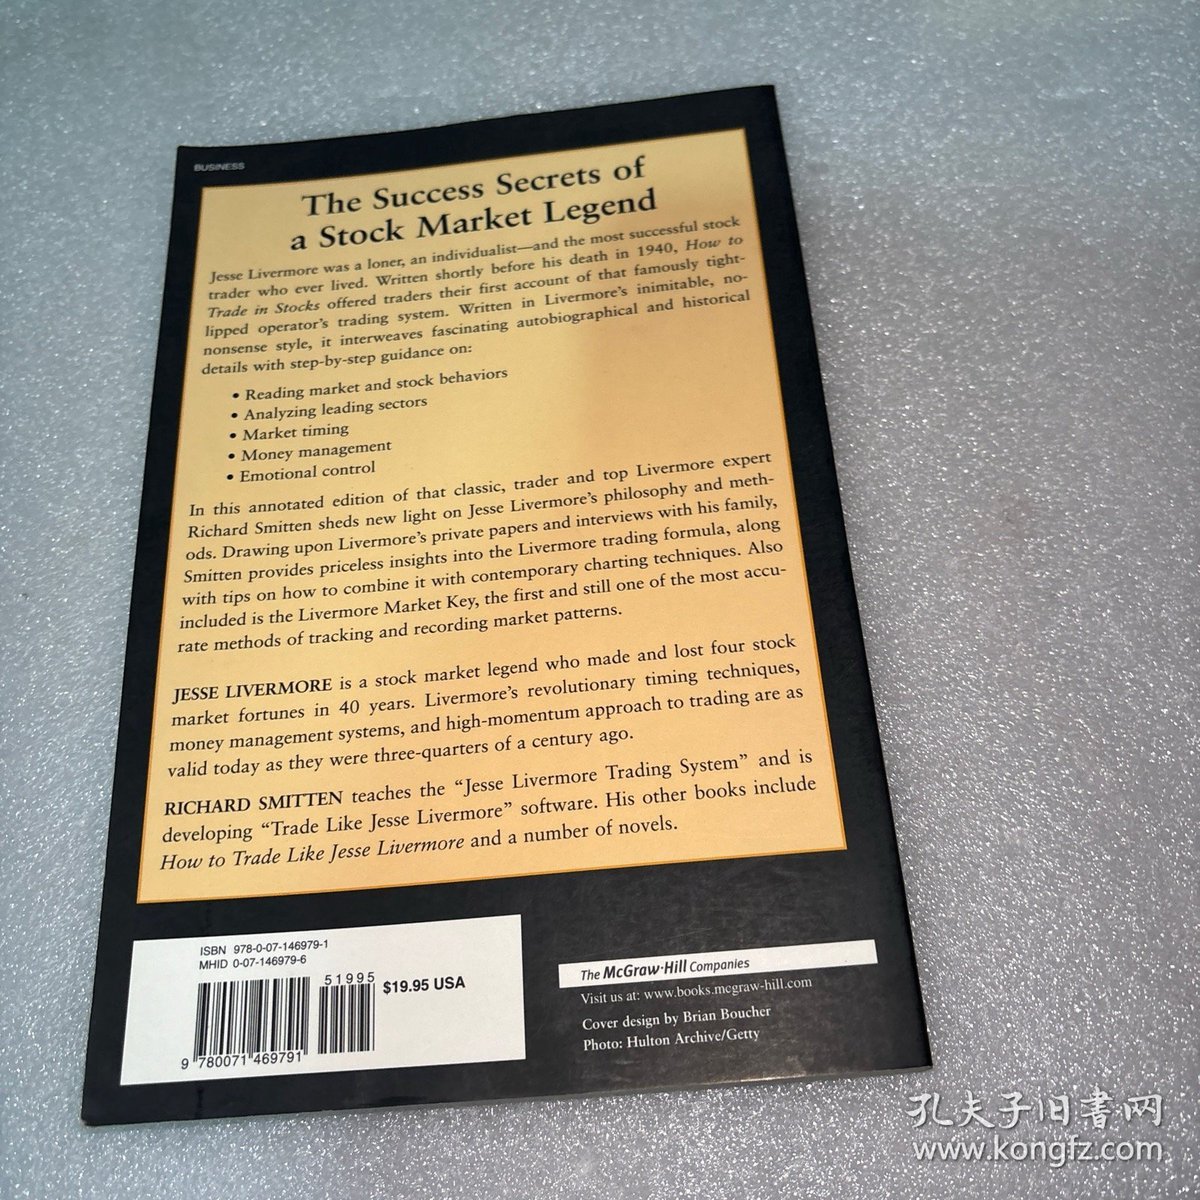 BUSINESS
The Success Secrets of
a Stock Market Legend
Jesse Livermore was a loner, an individualist—and the most successful stock
trader who ever lived. Written shortly before his death in 1940, How to
Trade in Stocks offered traders their first account of that famously tight-
lipped operator's trading system. Written in Livermore's inimitable, no-
nonsense style, it interweaves fascinating autobiographical and historical
details with step-by-step guidance on:
• Reading market and stock behaviors
• Analyzing leading sectors
• Market timing
• Money management
• Emotional control
In this annotated edition of that classic, trader and top Livermore expert
Richard Smitten sheds new light on Jesse Livermore's philosophy and meth-
ods. Drawing upon Livermore's private papers and interviews with his family,
Smitten provides priceless insights into the Livermore trading formula, along
with tips on how to combine it with contemporary charting techniques. Also
included is the Livermore Market Key, the first and still one of the most accu-
rate methods of tracking and recording market patterns.
JESSE LIVERMORE is a stock market legend who made and lost four stock
market fortunes in 40 years. Livermore's revolutionary timing techniques,
money management systems, and high-momentum approach to trading are as
valid today as they were three-quarters of a century ago.
RICHARD SMITTEN teaches the "Jesse Livermore Trading System" and is
developing "Trade Like Jesse Livermore" software. His other books include
How to Trade Like Jesse Livermore and a number of novels.
ISBN 978-0-07-146979-1
MHID 0-07-146979-6
51995
$19.95 USA
9 780071 469791
The McGraw·Hill Companies
Visit us at: www.books.mcgraw-hill.com
Cover design by Brian Boucher
Photo: Hulton Archive/Getty
孔夫子旧書网
www.kongfz.com